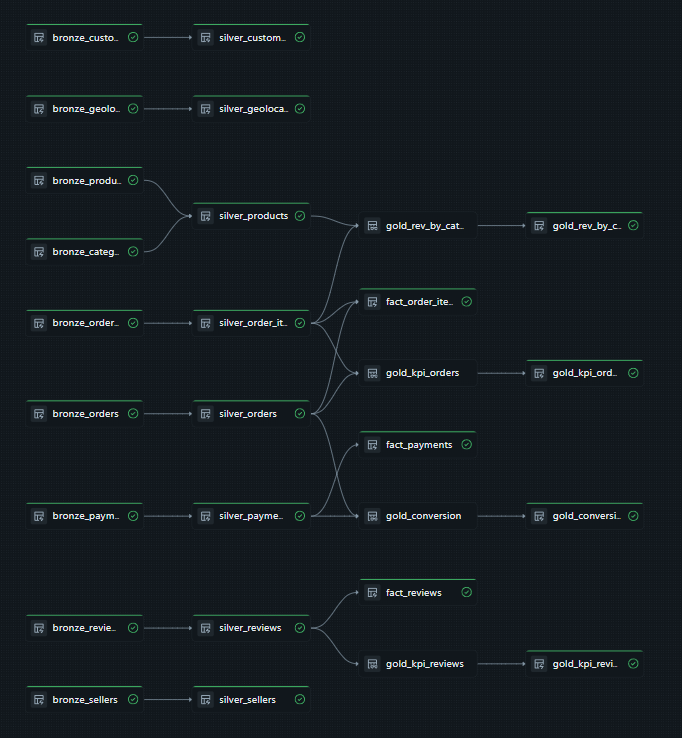 bronze_custo..
silver_custom..
bronze_geolo..
silver_geoloca..
bronze_produ..
silver_products
bronze_categ..
gold_rev_by_cat..
gold_rev_by_c..
fact_order_ite..
bronze_order..
silver_order_it..
gold_kpi_orders
gold_kpi_ord..
bronze_orders
silver_orders
fact_payments
bronze_paym..
silver_payme..
gold_conversion
gold_conversi..
fact_reviews
bronze_revie..
silver_reviews
gold_kpi_reviews
gold_kpi_revi..
bronze_sellers
silver_sellers